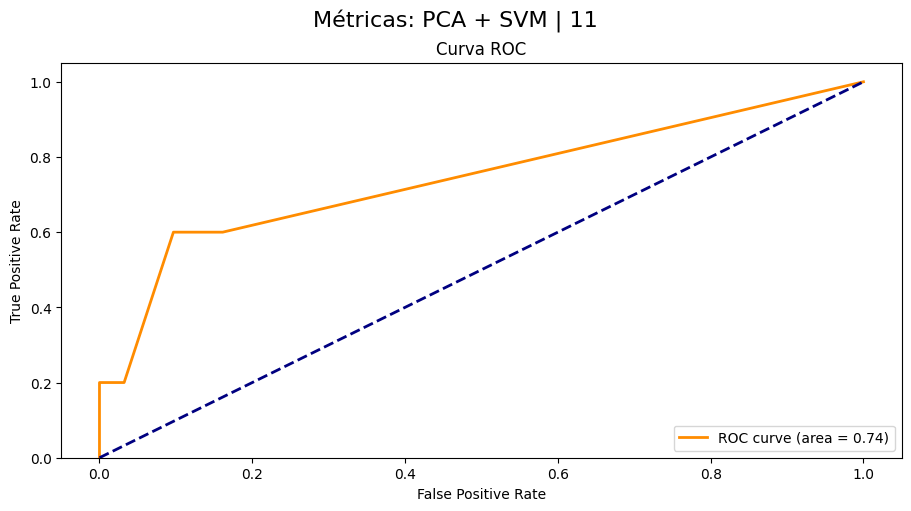 Métricas: PCA + SVM | 11
Curva ROC
True Positive Rate
1.0
0.8
0.6
0.4
0.2
0.0
0.0 0.2 0.4 0.6 0.8 1.0
False Positive Rate
ROC curve (area = 0.74)